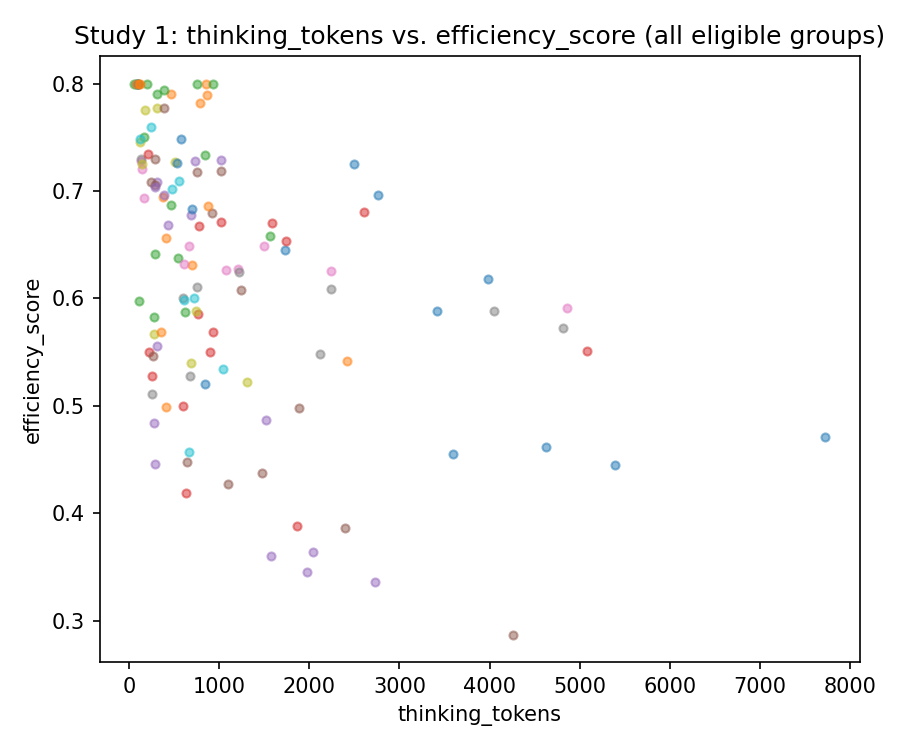 Study 1: thinking_tokens vs. efficiency_score (all eligible groups)
0.8
0.7
0.6
0.5
0.4
0.3
efficiency_score
0 1000 2000 3000 4000 5000 6000 7000 8000
thinking_tokens